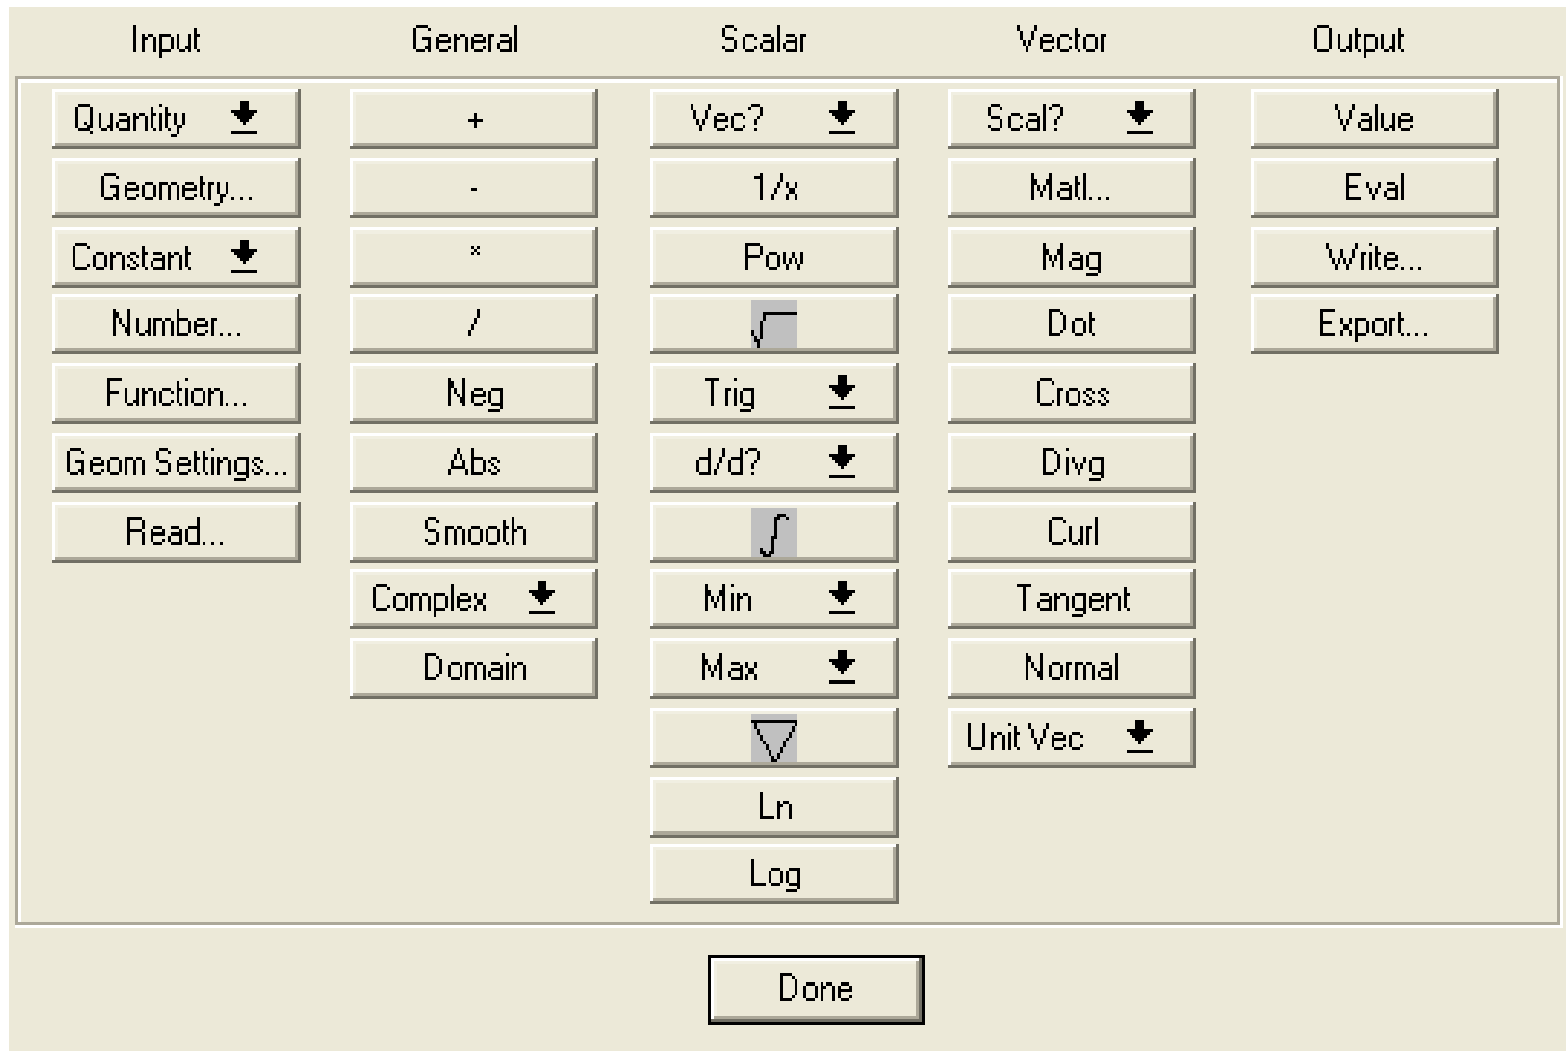 Input General Scalar Vector Output
Quantity + Vec? Scal? Value
Geometry... - 1/x Matl... Eval
Constant * Pow Mag Write...
Number... / √ Dot Export...
Function... Neg Trig Cross
Geom Settings... Abs d/d? Divg
Read... Smooth ∫ Curl
Complex Min Tangent
Domain Max Normal
▽ Unit Vec
Ln
Log
Done